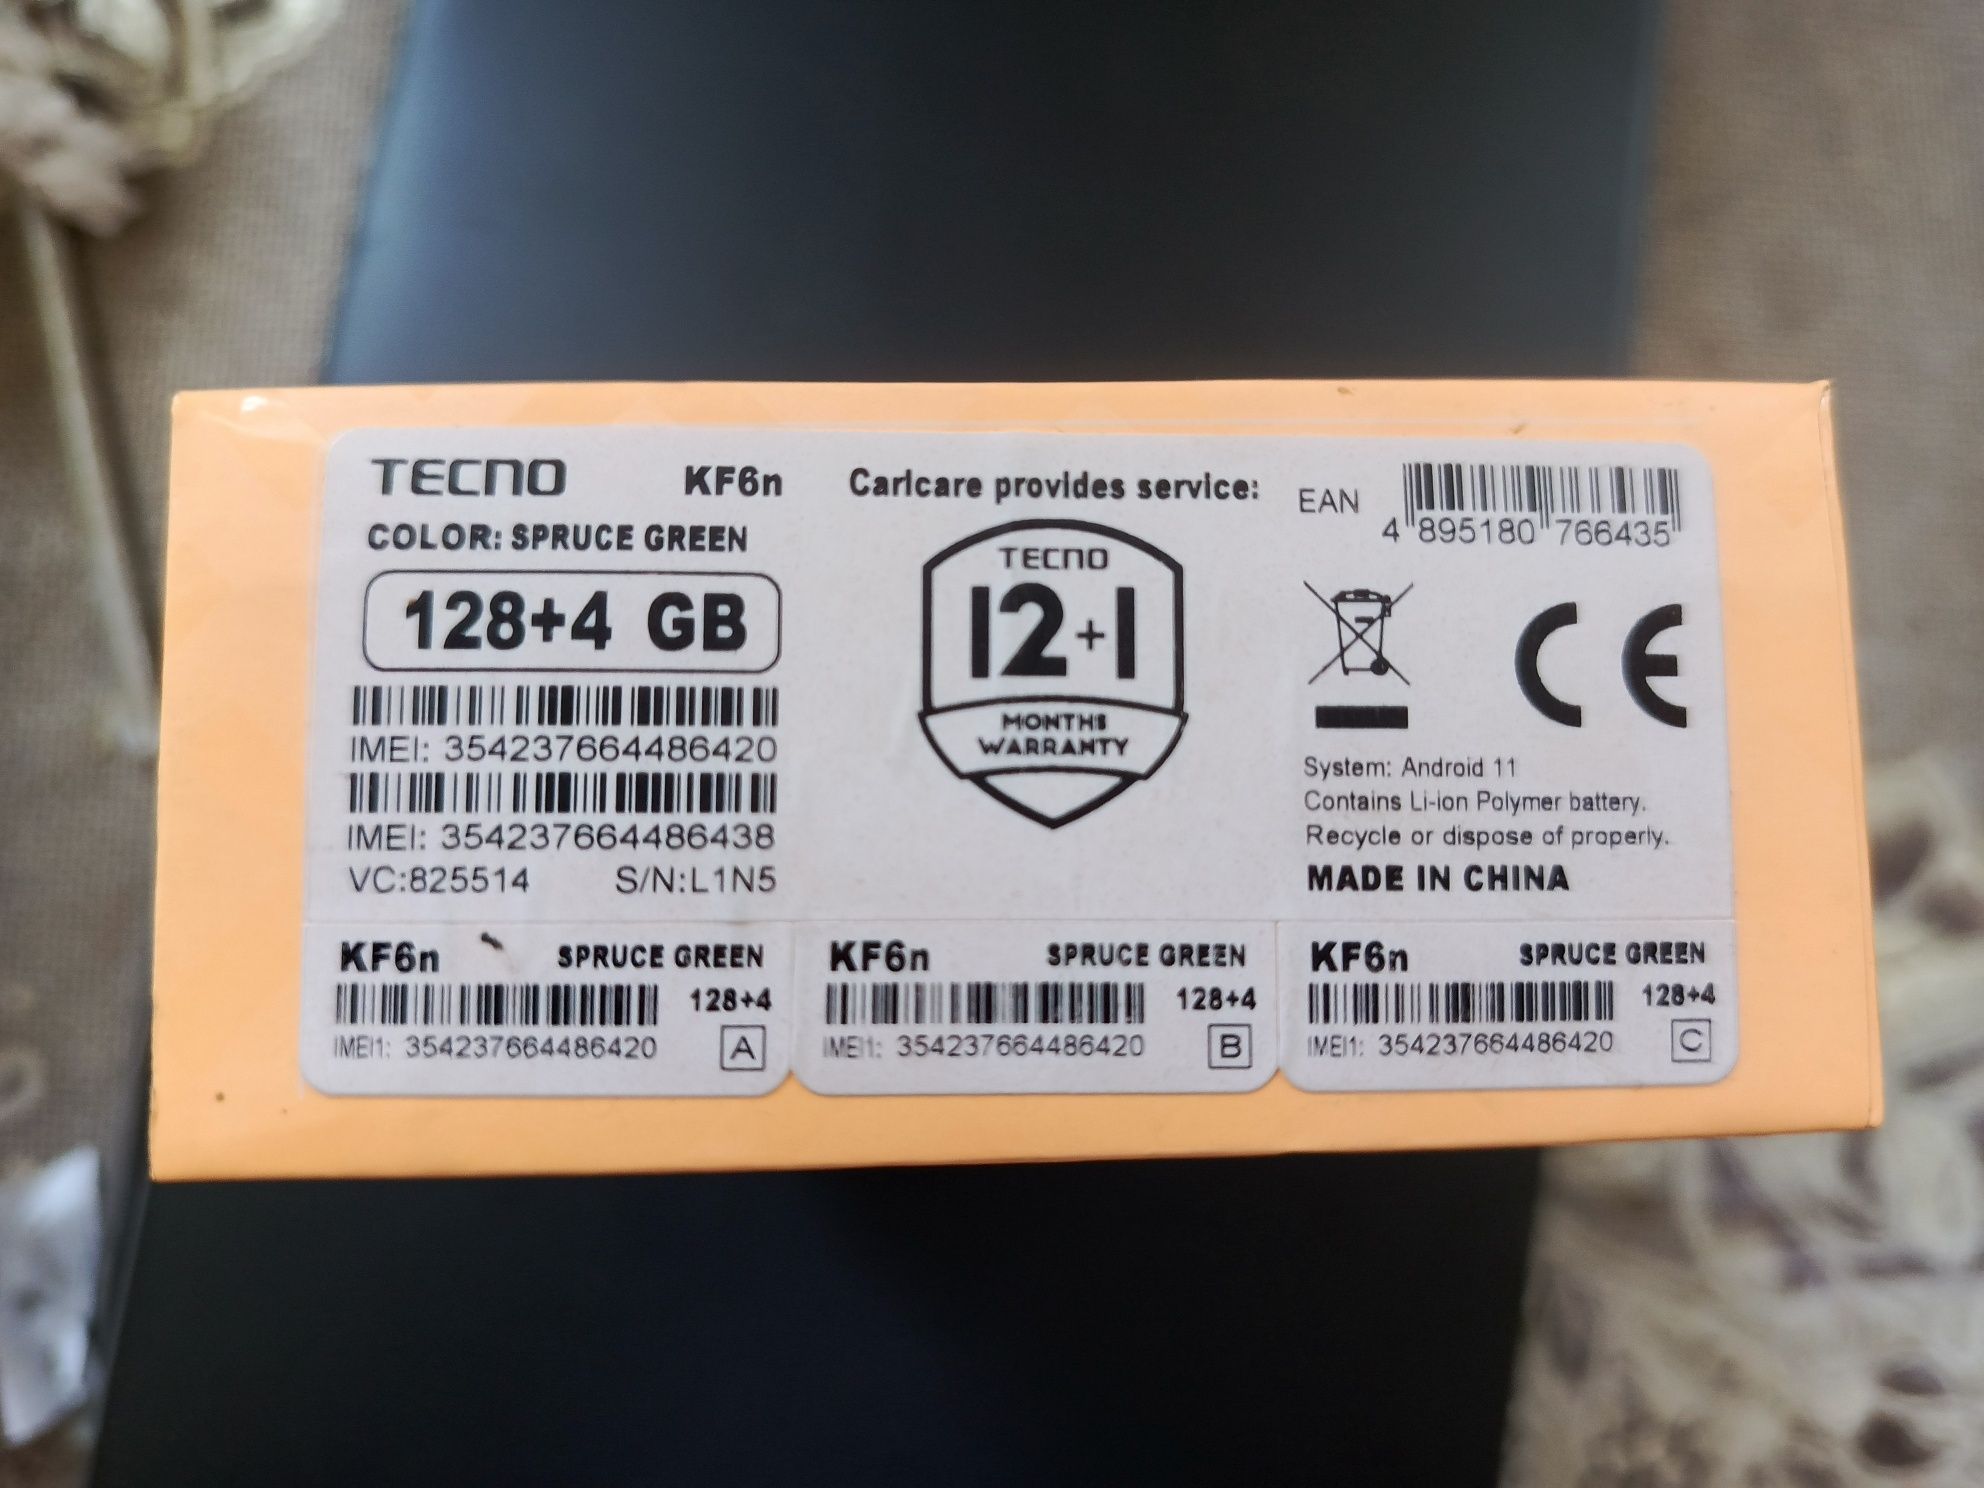 TECNO KF6n
COLOR: SPRUCE GREEN
128+4 GB
IMEI: 354237664486420
IMEI: 354237664486438
VC:825514 S/N:L1N5
Carlcare provides service:
TECNO
12+1
MONTHS
WARRANTY
EAN
4 895180 766435
CE
System: Android 11
Contains Li-ion Polymer battery.
Recycle or dispose of properly.
MADE IN CHINA
KF6n SPRUCE GREEN
128+4
IMEI1: 354237664486420 A
KF6n SPRUCE GREEN
128+4
IMEI1: 354237664486420 B
KF6n SPRUCE GREEN
128+4
IMEI1: 354237664486420 C